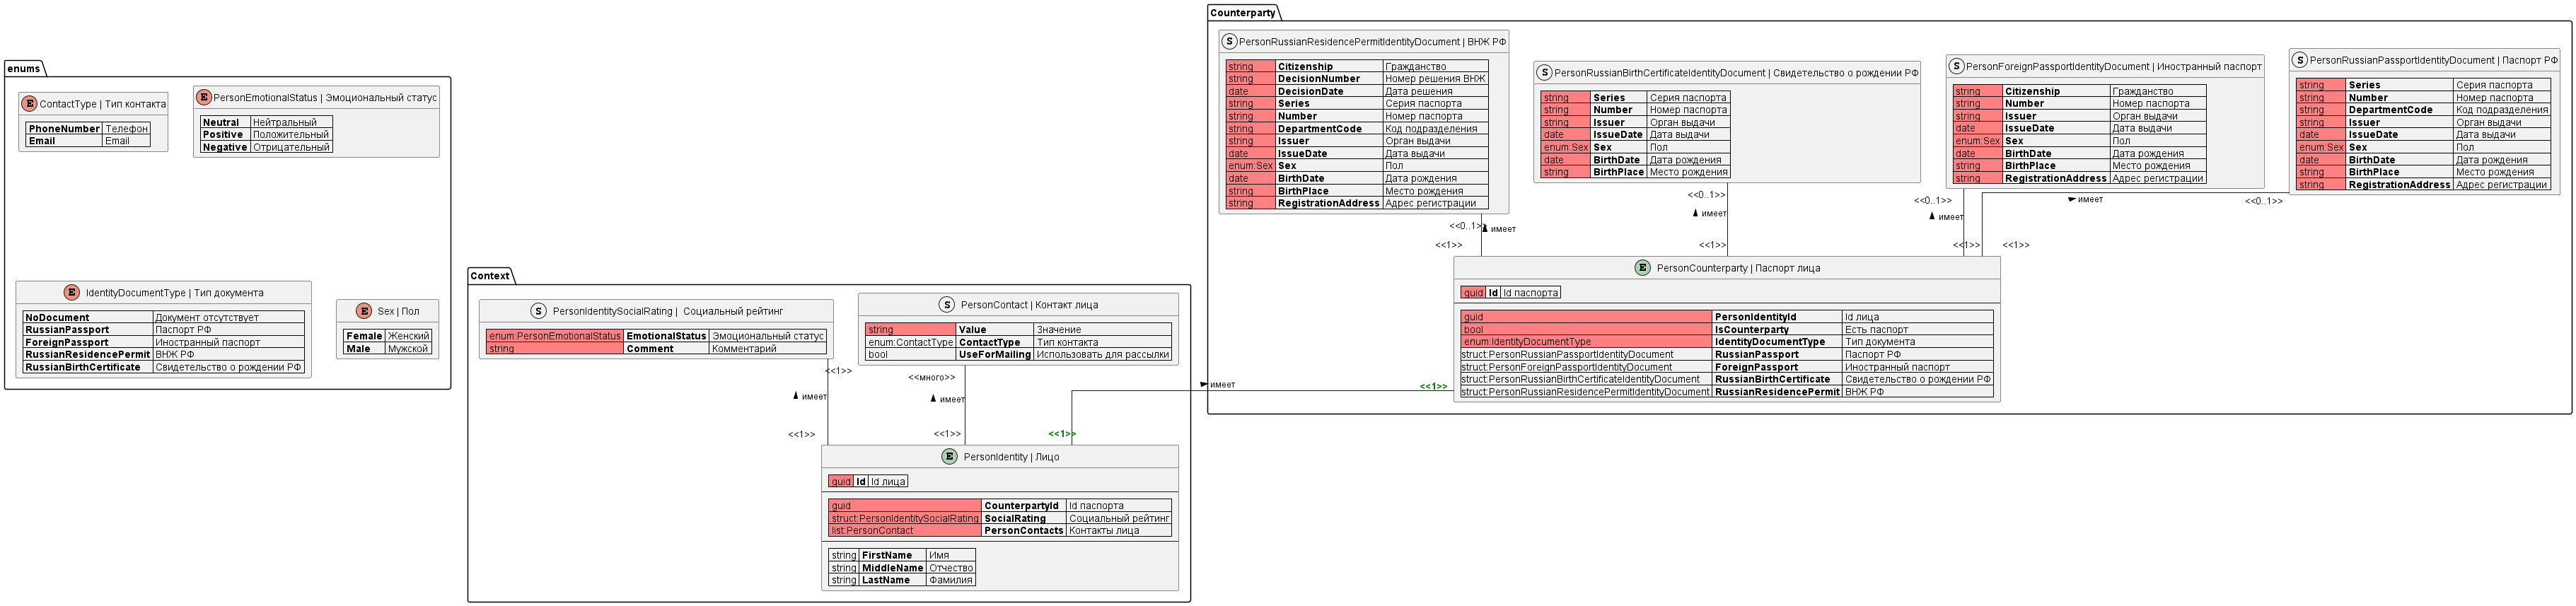 enums
ContactType | Тип контакта
PhoneNumber Телефон
Email Email
PersonEmotionalStatus | Эмоциональный статус
Neutral Нейтральный
Positive Положительный
Negative Отрицательный
IdentityDocumentType | Тип документа
NoDocument Документ отсутствует
RussianPassport Паспорт РФ
ForeignPassport Иностранный паспорт
RussianResidencePermit ВНЖ РФ
RussianBirthCertificate Свидетельство о рождении РФ
Sex | Пол
Female Женский
Male Мужской
Context
PersonIdentitySocialRating | Социальный рейтинг
enum:PersonEmotionalStatus EmotionalStatus Эмоциональный статус
string Comment Комментарий
PersonContact | Контакт лица
string Value Значение
enum:ContactType ContactType Тип контакта
bool UseForMailing Использовать для рассылки
<<1>>
имеет
<<1>>
<<много>>
имеет
<<1>>
<<1>>
имеет
<<1>>
PersonIdentity | Лицо
guid Id Id лица
guid CounterpartyId Id паспорта
struct:PersonIdentitySocialRating SocialRating Социальный рейтинг
list:PersonContact PersonContacts Контакты лица
string FirstName Имя
string MiddleName Отчество
string LastName Фамилия
Counterparty
PersonRussianResidencePermitIdentityDocument | ВНЖ РФ
string Citizenship Гражданство
string DecisionNumber Номер решения ВНЖ
date DecisionDate Дата решения
string Series Серия паспорта
string Number Номер паспорта
string DepartmentCode Код подразделения
string Issuer Орган выдачи
date IssueDate Дата выдачи
enum:Sex Sex Пол
date BirthDate Дата рождения
string BirthPlace Место рождения
string RegistrationAddress Адрес регистрации
PersonRussianBirthCertificateIdentityDocument | Свидетельство о рождении РФ
string Series Серия паспорта
string Number Номер паспорта
string Issuer Орган выдачи
date IssueDate Дата выдачи
enum:Sex Sex Пол
date BirthDate Дата рождения
string BirthPlace Место рождения
PersonForeignPassportIdentityDocument | Иностранный паспорт
string Citizenship Гражданство
string Number Номер паспорта
string Issuer Орган выдачи
date IssueDate Дата выдачи
enum:Sex Sex Пол
date BirthDate Дата рождения
string BirthPlace Место рождения
string RegistrationAddress Адрес регистрации
PersonRussianPassportIdentityDocument | Паспорт РФ
string Series Серия паспорта
string Number Номер паспорта
string DepartmentCode Код подразделения
string Issuer Орган выдачи
date IssueDate Дата выдачи
enum:Sex Sex Пол
date BirthDate Дата рождения
string BirthPlace Место рождения
string RegistrationAddress Адрес регистрации
<<0..1>>
имеет
<<1>>
<<0..1>>
имеет
<<1>>
<<0..1>>
имеет
<<1>>
<<0..1>>
имеет
<<1>>
PersonCounterparty | Паспорт лица
guid Id Id паспорта
guid PersonIdentityId Id лица
bool IsCounterparty Есть паспорт
enum:IdentityDocumentType IdentityDocumentType Тип документа
struct:PersonRussianPassportIdentityDocument RussianPassport Паспорт РФ
struct:PersonForeignPassportIdentityDocument ForeignPassport Иностранный паспорт
struct:PersonRussianBirthCertificateIdentityDocument RussianBirthCertificate Свидетельство о рождении РФ
struct:PersonRussianResidencePermitIdentityDocument RussianResidencePermit ВНЖ РФ